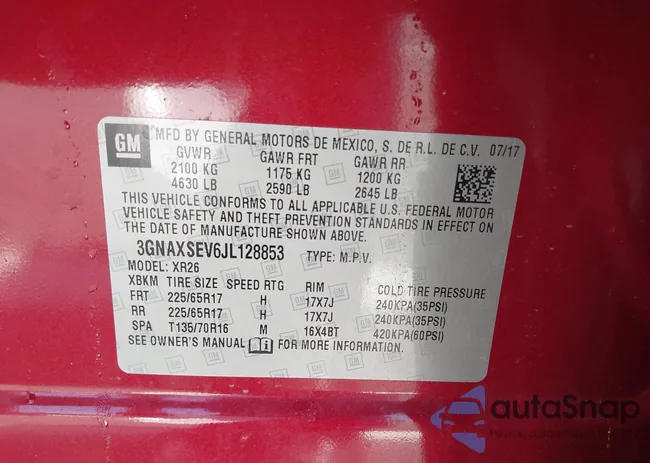 GM
MFD BY GENERAL MOTORS DE MEXICO, S. DE R.L. DE C.V. 07/17
GVWR GAWR FRT GAWR RR
2100 KG 1175 KG 1200 KG
4630 LB 2590 LB 2645 LB
THIS VEHICLE CONFORMS TO ALL APPLICABLE U.S. FEDERAL MOTOR
VEHICLE SAFETY AND THEFT PREVENTION STANDARDS IN EFFECT ON
THE DATE OF MANUFACTURE SHOWN ABOVE.
3GNAXSEV6JL128853 TYPE: M.P.V.
MODEL: XR26
XBKM TIRE SIZE SPEED RTG RIM COLD TIRE PRESSURE
FRT 225/65R17 H 17X7J 240KPA(35PSI)
RR 225/65R17 H 17X7J 240KPA(35PSI)
SPA T135/70R16 M 16X4BT 420KPA(60PSI)
SEE OWNER'S MANUAL FOR MORE INFORMATION.
autoSnap